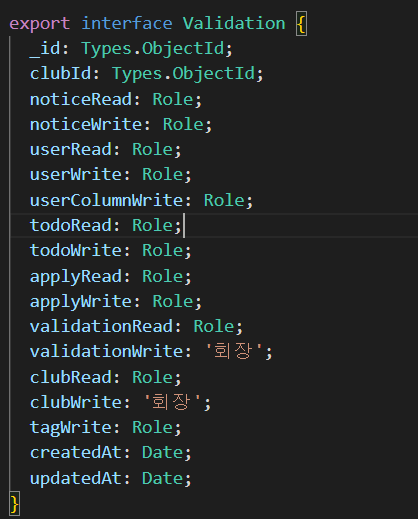 export interface Validation {
_id: Types.ObjectId;
clubId: Types.ObjectId;
noticeRead: Role;
noticeWrite: Role;
userRead: Role;
userWrite: Role;
userColumnWrite: Role;
todoRead: Role;
todoWrite: Role;
applyRead: Role;
applyWrite: Role;
validationRead: Role;
validationWrite: '회장';
clubRead: Role;
clubWrite: '회장';
tagWrite: Role;
createdAt: Date;
updatedAt: Date;
}